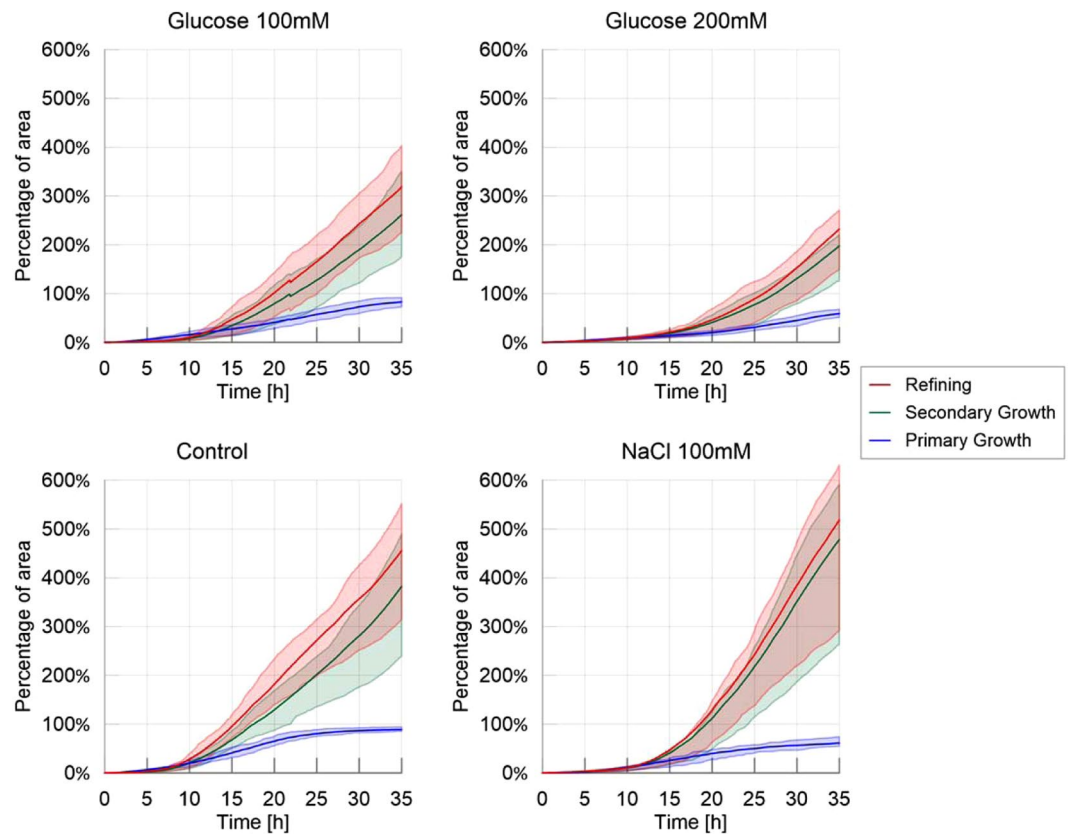 Glucose 100mM
600%
500%
400%
300%
200%
100%
0%
Percentage of area
0 5 10 15 20 25 30 35
Time [h]
Glucose 200mM
600%
500%
400%
300%
200%
100%
0%
Percentage of area
0 5 10 15 20 25 30 35
Time [h]
Refining
Secondary Growth
Primary Growth
Control
600%
500%
400%
300%
200%
100%
0%
Percentage of area
0 5 10 15 20 25 30 35
Time [h]
NaCl 100mM
600%
500%
400%
300%
200%
100%
0%
Percentage of area
0 5 10 15 20 25 30 35
Time [h]